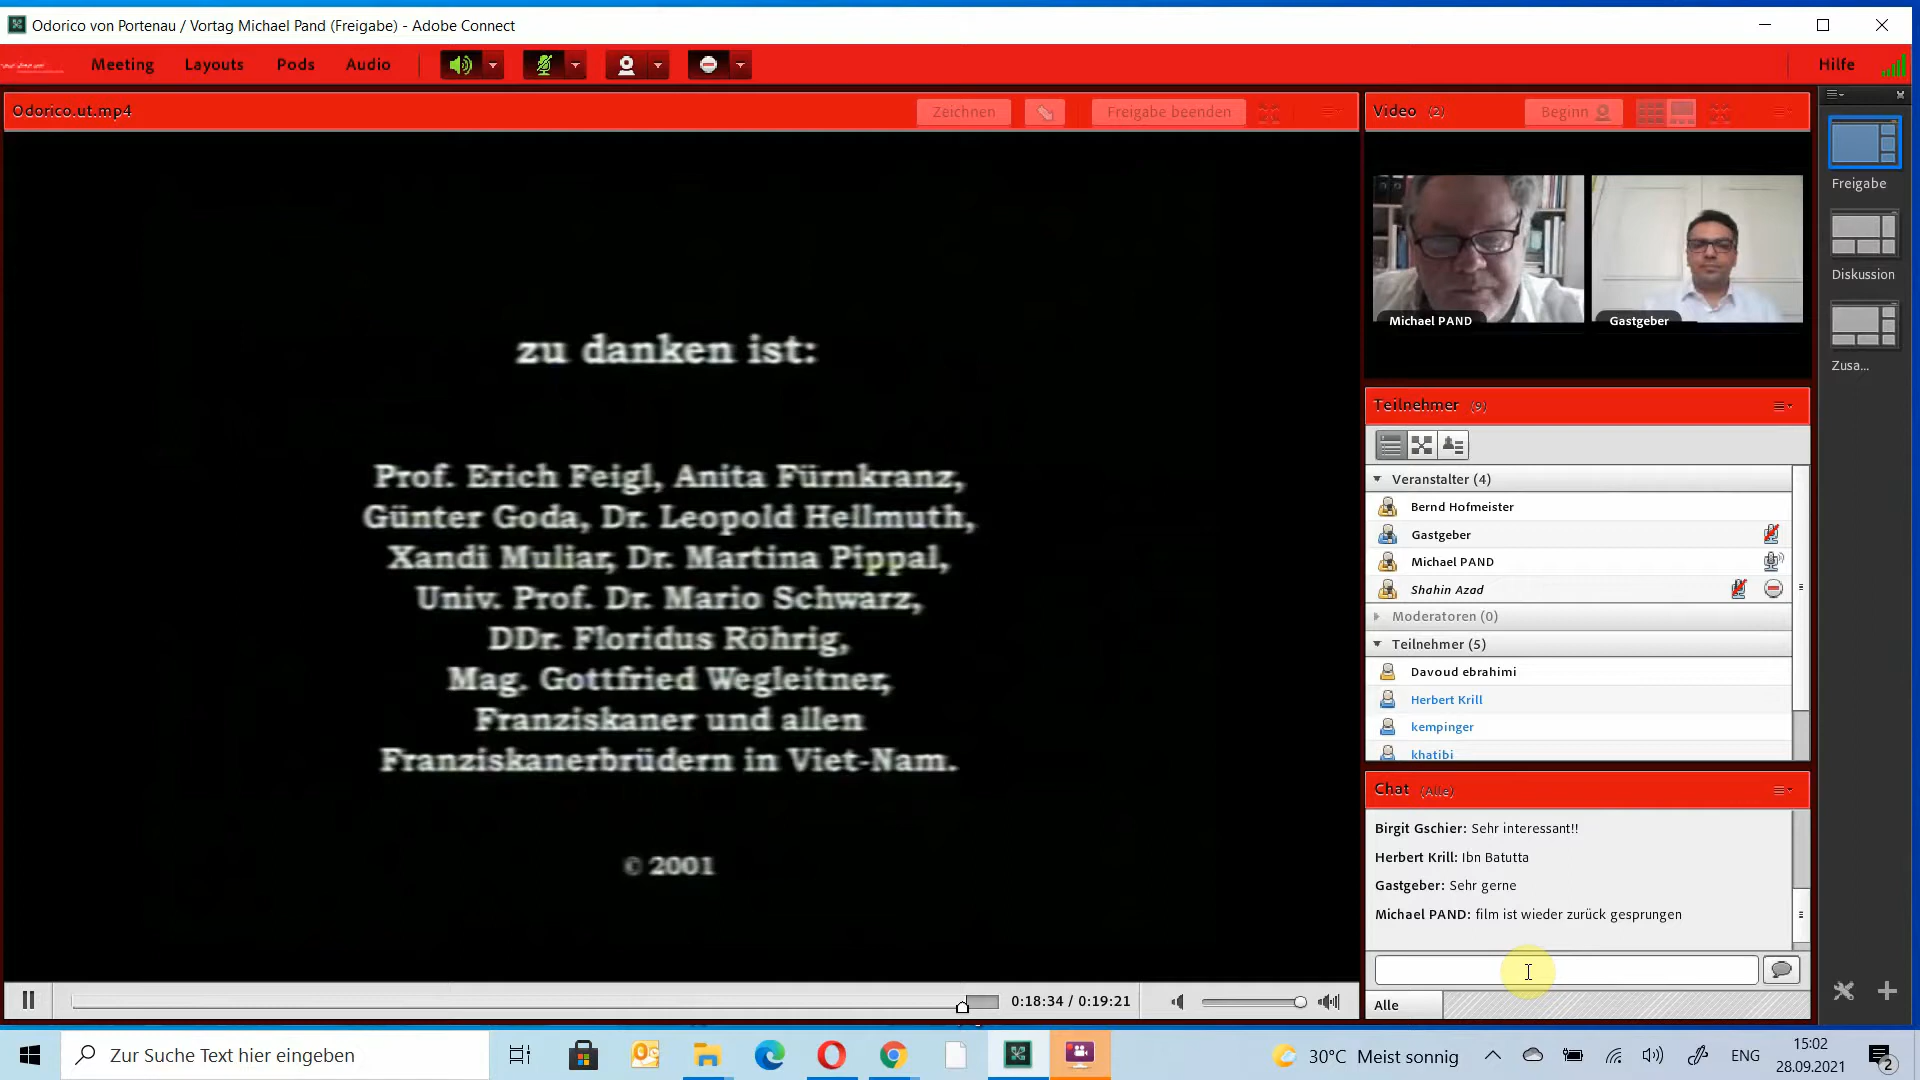 Odorico von Portenau / Vortag Michael Pand (Freigabe) - Adobe Connect
Meeting Layouts Pods Audio Hilfe
Odorico.ut.mp4 Zeichnen Freigabe beenden
zu danken ist:
Prof. Erich Feigl, Anita Fürnkranz,
Günter Goda, Dr. Leopold Hellmuth,
Xandi Muliar, Dr. Martina Pippal,
Univ. Prof. Dr. Mario Schwarz,
DDr. Floridus Röhrig,
Mag. Gottfried Wegleitner,
Franziskaner und allen
Franziskanerbrüdern in Viet-Nam.
© 2001
0:18:34 / 0:19:21
Video (2) Beginn
Michael PAND Gastgeber
Teilnehmer (9)
Veranstalter (4)
Bernd Hofmeister
Gastgeber
Michael PAND
Shahin Azad
Moderatoren (0)
Teilnehmer (5)
Davoud ebrahimi
Herbert Krill
kempinger
khatibi
Chat (Alle)
Birgit Gschier: Sehr interessant!!
Herbert Krill: Ibn Batutta
Gastgeber: Sehr gerne
Michael PAND: film ist wieder zurück gesprungen
Alle
Freigabe
Diskussion
Zusa...
Zur Suche Text hier eingeben
30°C Meist sonnig
ENG
15:02
28.09.2021
2